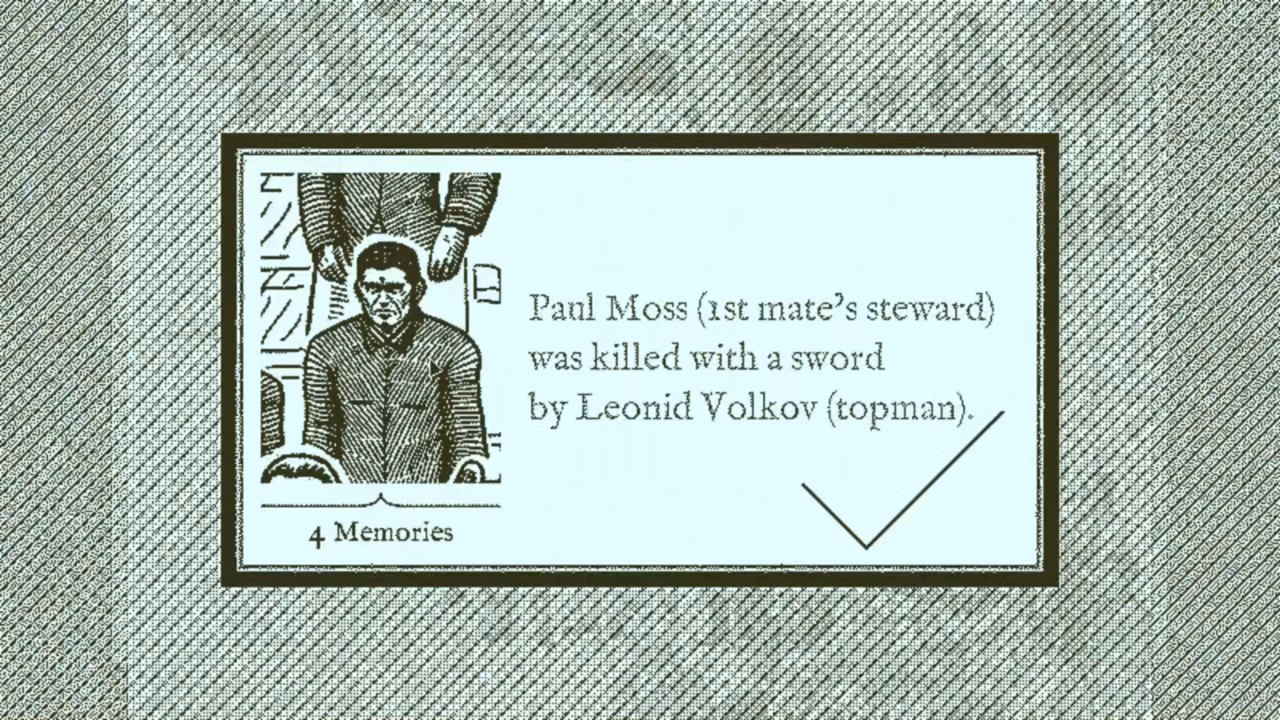 Paul Moss (1st mate's steward)
was killed with a sword
by Leonid Volkov (topman).
4 Memories